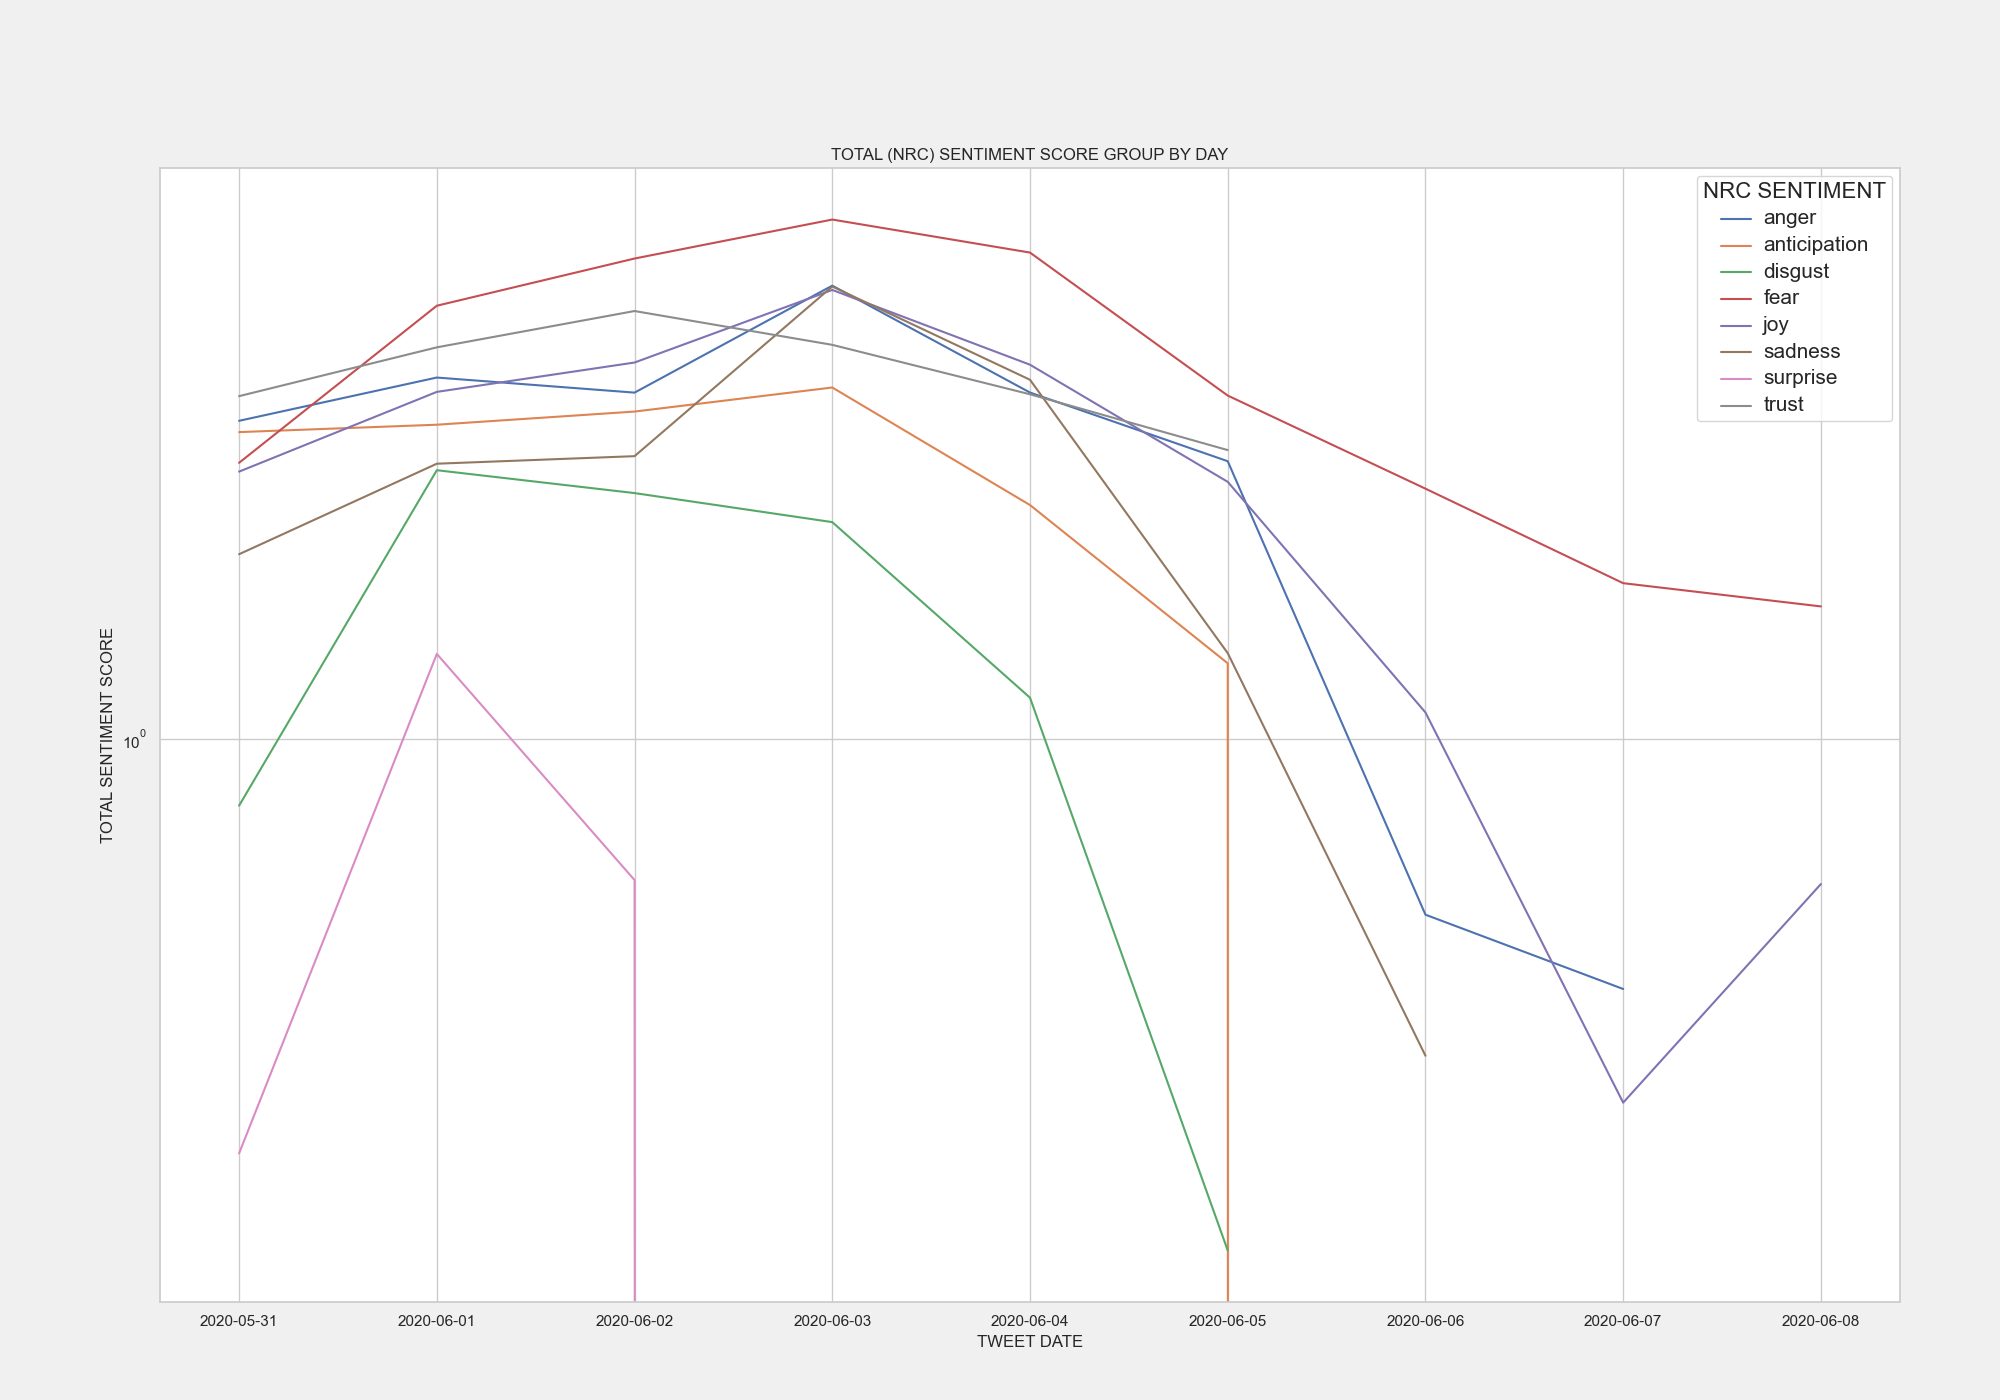 TOTAL (NRC) SENTIMENT SCORE GROUP BY DAY
NRC SENTIMENT
anger
anticipation
disgust
fear
joy
sadness
surprise
trust
TOTAL SENTIMENT SCORE
10⁰
2020-05-31 2020-06-01 2020-06-02 2020-06-03 2020-06-04 2020-06-05 2020-06-06 2020-06-07 2020-06-08
TWEET DATE